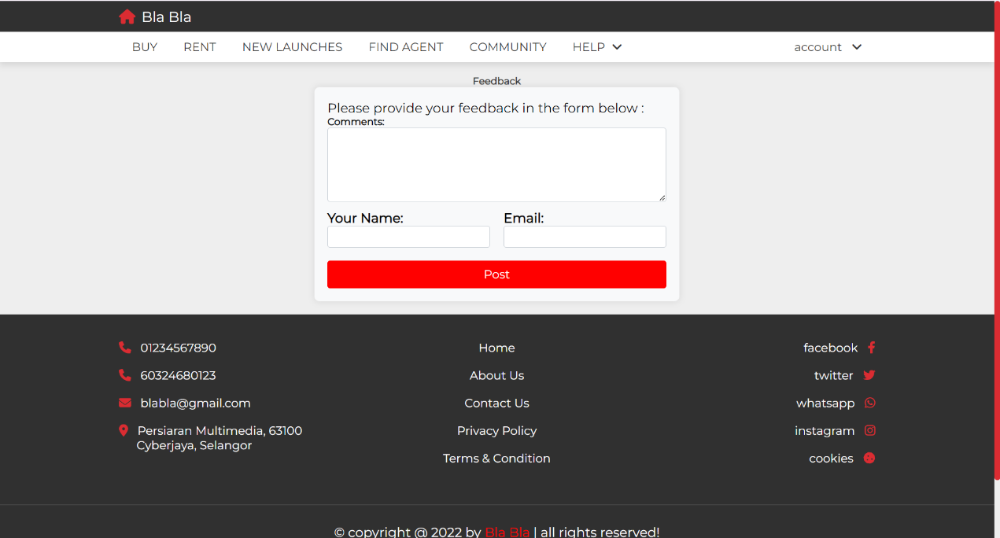 Bla Bla
BUY RENT NEW LAUNCHES FIND AGENT COMMUNITY HELP account
Feedback
Please provide your feedback in the form below :
Comments:
Your Name: Email:
Post
01234567890
60324680123
blabla@gmail.com
Persiaran Multimedia, 63100
Cyberjaya, Selangor
Home
About Us
Contact Us
Privacy Policy
Terms & Condition
facebook
twitter
whatsapp
instagram
cookies
© copyright @ 2022 by Bla Bla | all rights reserved!